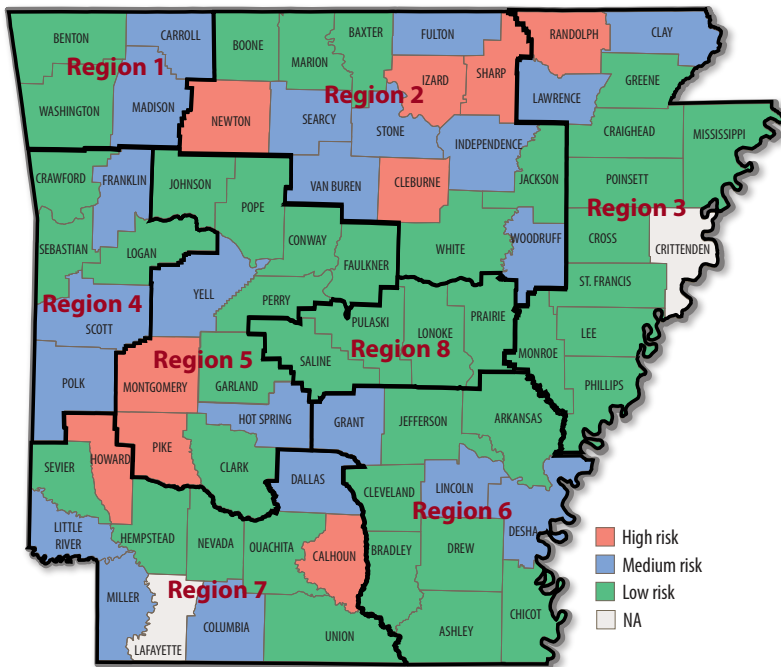 BENTON
CARROLL
BOONE
MARION
BAXTER
FULTON
RANDOLPH
CLAY
Region 1
IZARD
SHARP
GREENE
WASHINGTON
MADISON
Region 2
LAWRENCE
NEWTON
SEARCY
STONE
INDEPENDENCE
CRAIGHEAD
MISSISSIPPI
CRAWFORD
FRANKLIN
JOHNSON
POPE
VAN BUREN
CLEBURNE
JACKSON
POINSETT
Region 3
SEBASTIAN
LOGAN
CONWAY
FAULKNER
WHITE
WOODRUFF
CROSS
CRITTENDEN
Region 4
SCOTT
YELL
PERRY
PULASKI
LONOKE
PRAIRIE
ST. FRANCIS
LEE
Region 5
SALINE
Region 8
MONROE
PHILLIPS
POLK
MONTGOMERY
GARLAND
HOT SPRING
GRANT
JEFFERSON
ARKANSAS
SEVIER
HOWARD
PIKE
CLARK
DALLAS
CLEVELAND
LINCOLN
Region 6
DESHA
LITTLE
RIVER
HEMPSTEAD
NEVADA
OUACHITA
CALHOUN
BRADLEY
DREW
Region 7
MILLER
LAFAYETTE
COLUMBIA
UNION
ASHLEY
CHICOT
High risk
Medium risk
Low risk
NA